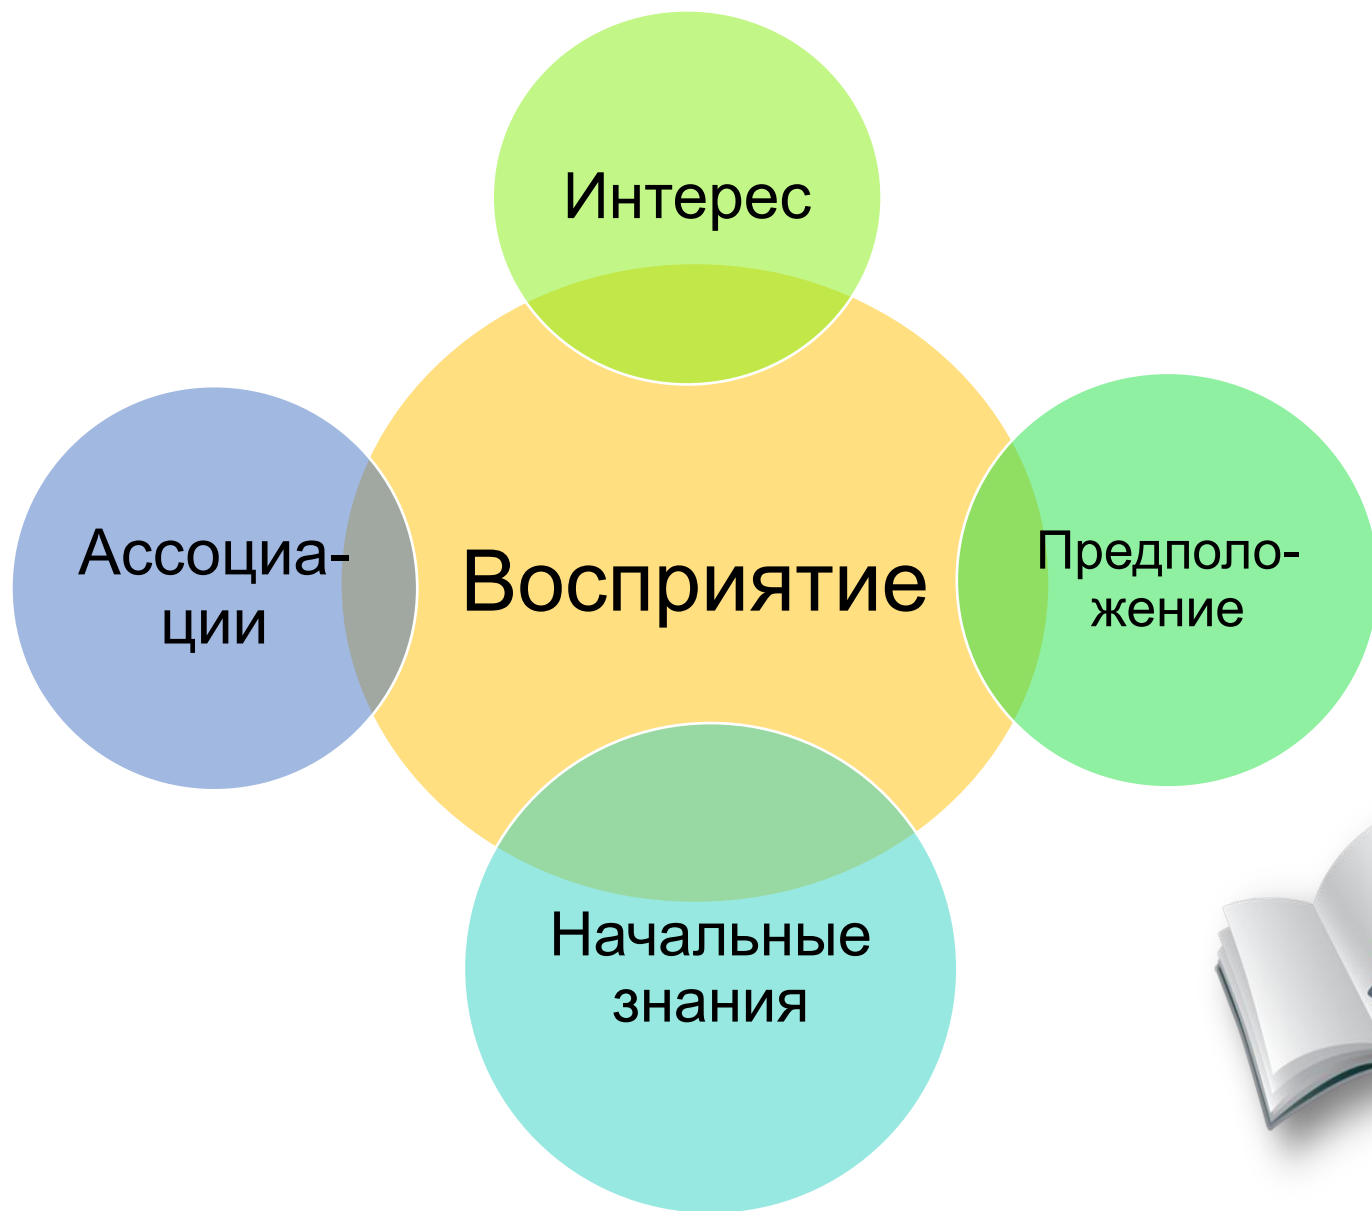 Интерес
Ассоциа-
ции
Восприятие
Предполо-
жение
Начальные
знания